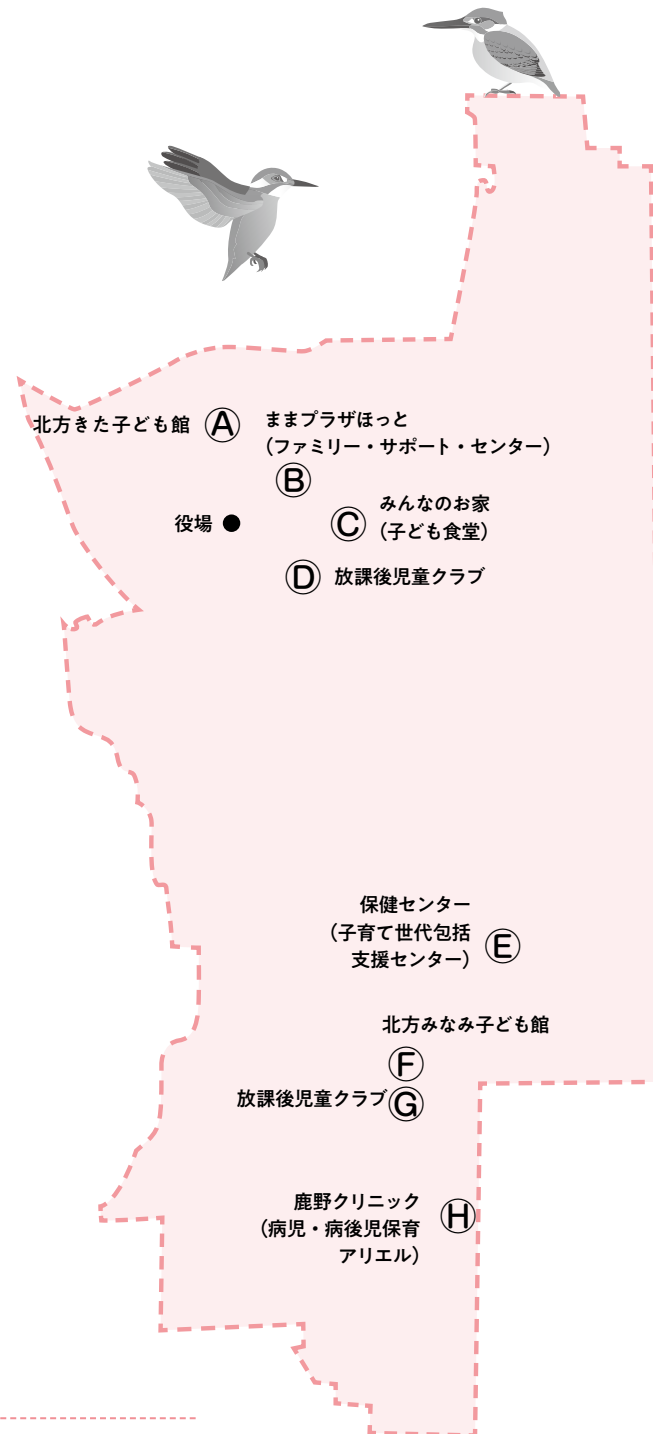 北方きた子ども館 A
ままプラザほっと
（ファミリー・サポート・センター）
B
みんなのお家
（子ども食堂）
C
役場
D 放課後児童クラブ
保健センター
（子育て世代包括
支援センター）
E
北方みなみ子ども館
F
放課後児童クラブ G
鹿野クリニック
（病児・病後児保育
アリエル）
H